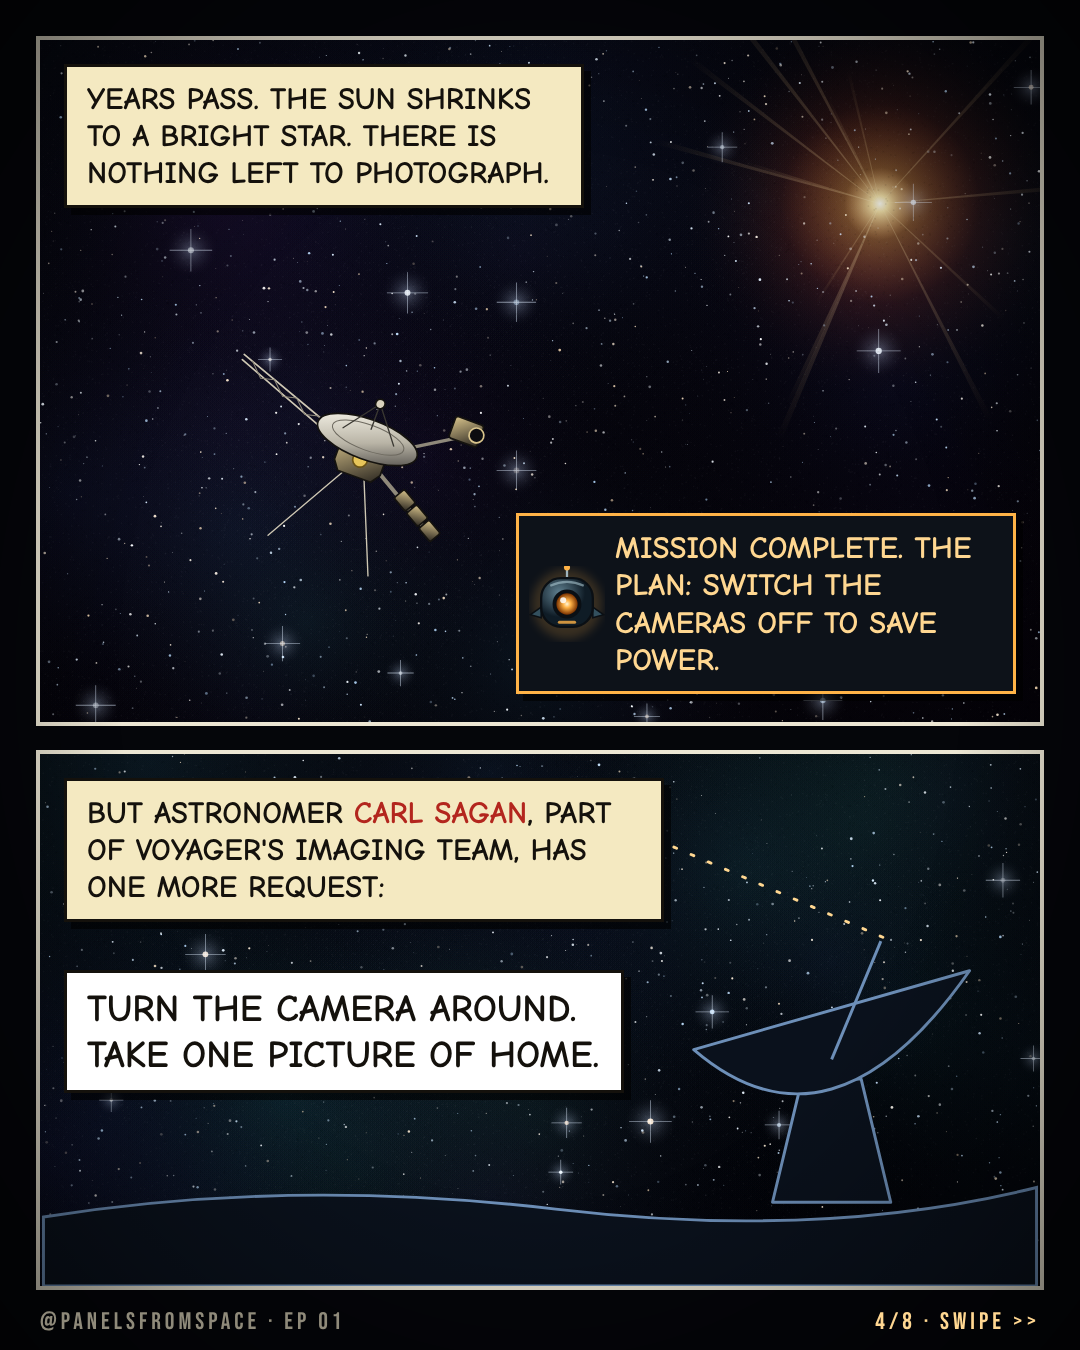 YEARS PASS. THE SUN SHRINKS
TO A BRIGHT STAR. THERE IS
NOTHING LEFT TO PHOTOGRAPH.
MISSION COMPLETE. THE
PLAN: SWITCH THE
CAMERAS OFF TO SAVE
POWER.
BUT ASTRONOMER CARL SAGAN, PART
OF VOYAGER'S IMAGING TEAM, HAS
ONE MORE REQUEST:
TURN THE CAMERA AROUND.
TAKE ONE PICTURE OF HOME.
@PANELSFROMSPACE · EP 01
4/8 · SWIPE >>